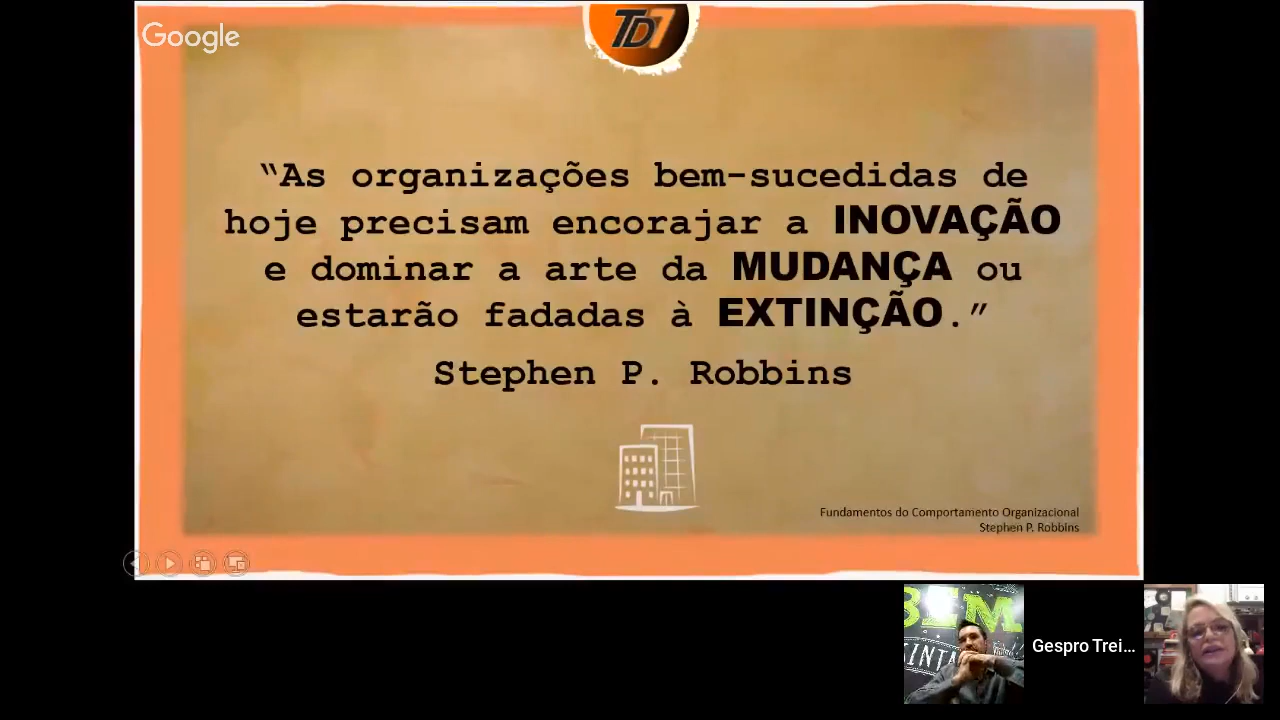 Google
TD7
“As organizações bem-sucedidas de
hoje precisam encorajar a INOVAÇÃO
e dominar a arte da MUDANÇA ou
estarão fadadas à EXTINÇÃO.”
Stephen P. Robbins
Fundamentos do Comportamento Organizacional
Stephen P. Robbins
BEM
Gespro Trei...